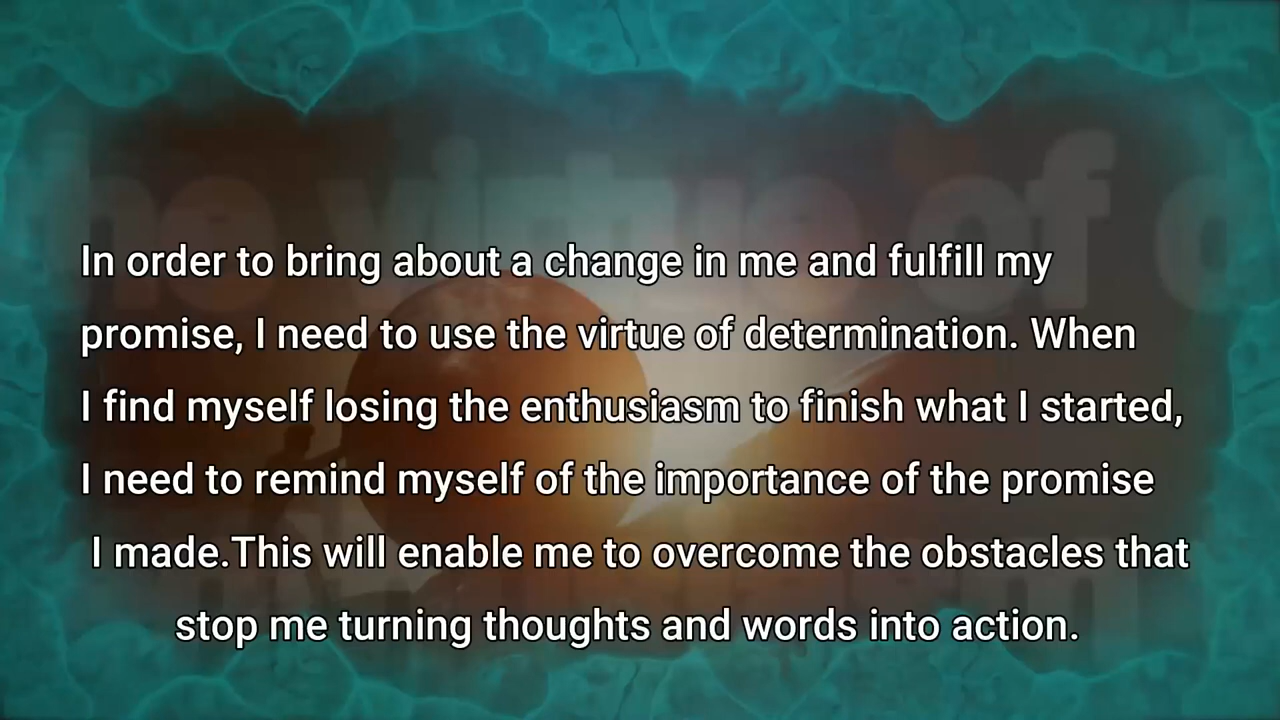 In order to bring about a change in me and fulfill my
promise, I need to use the virtue of determination. When
I find myself losing the enthusiasm to finish what I started,
I need to remind myself of the importance of the promise
I made.This will enable me to overcome the obstacles that
stop me turning thoughts and words into action.